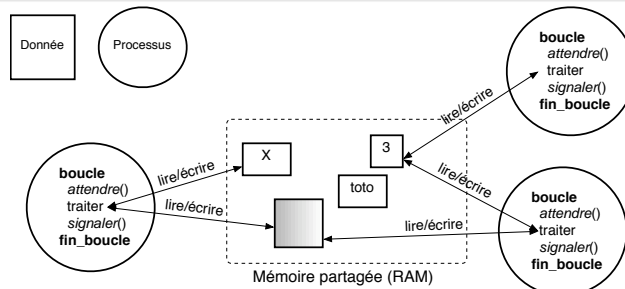 Donnée
Processus
boucle
attendre()
traiter
signaler()
fin_boucle
lire/écrire
X
3
toto
boucle
attendre()
traiter
signaler()
fin_boucle
lire/écrire
lire/écrire
lire/écrire
lire/écrire
boucle
attendre()
traiter
signaler()
fin_boucle
Mémoire partagée (RAM)